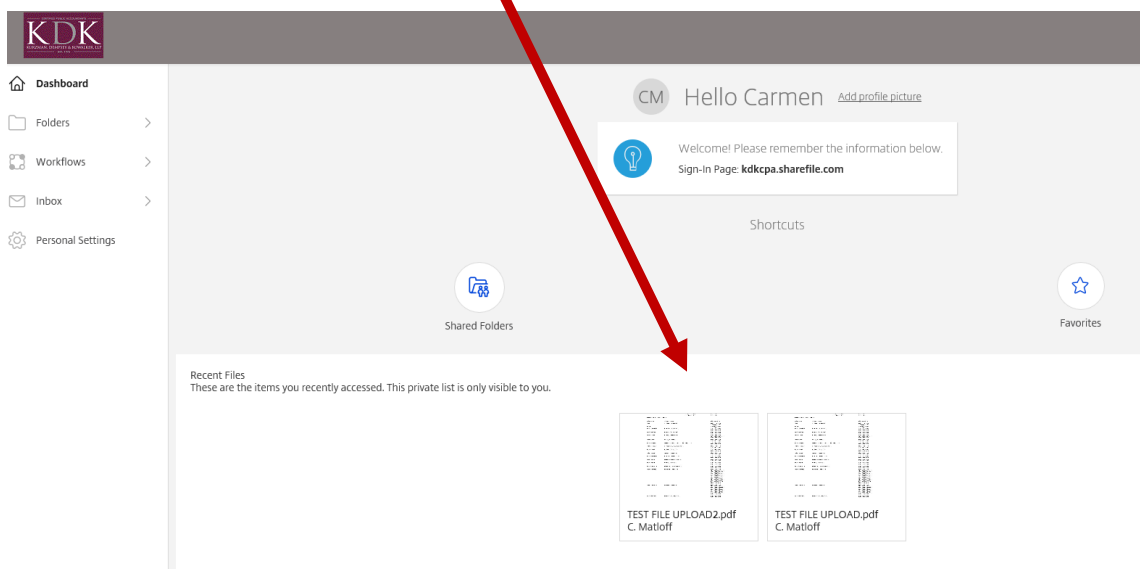 KDK
Dashboard
Folders
Workflows
Inbox
Personal Settings
CM Hello Carmen Add profile picture
Welcome! Please remember the information below.
Sign-In Page: kdkcpa.sharefile.com
Shortcuts
Shared Folders
Favorites
Recent Files
These are the items you recently accessed. This private list is only visible to you.
TEST FILE UPLOAD2.pdf
C. Matloff
TEST FILE UPLOAD.pdf
C. Matloff